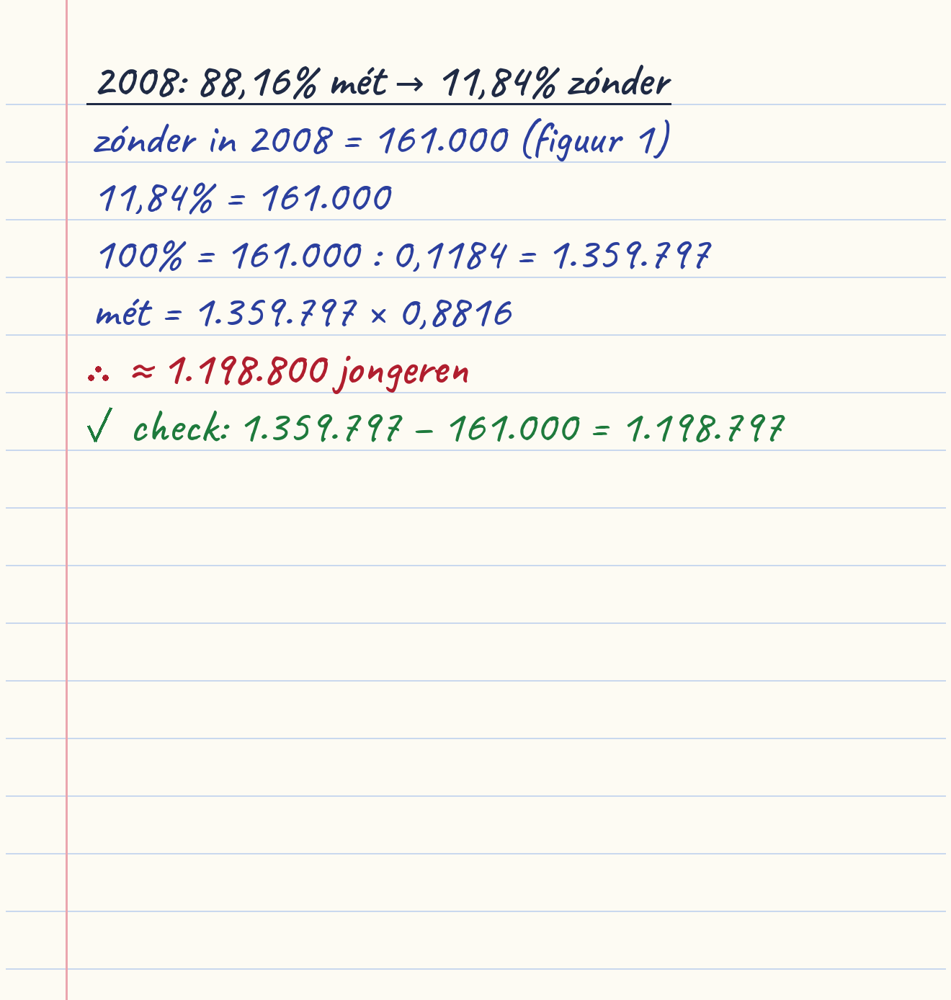 2008: 88,16% mét → 11,84% zónder
zónder in 2008 = 161.000 (figuur 1)
11,84% = 161.000
100% = 161.000 : 0,1184 = 1.359.797
mét = 1.359.797 × 0,8816
∴ ≈ 1.198.800 jongeren
✓ check: 1.359.797 – 161.000 = 1.198.797